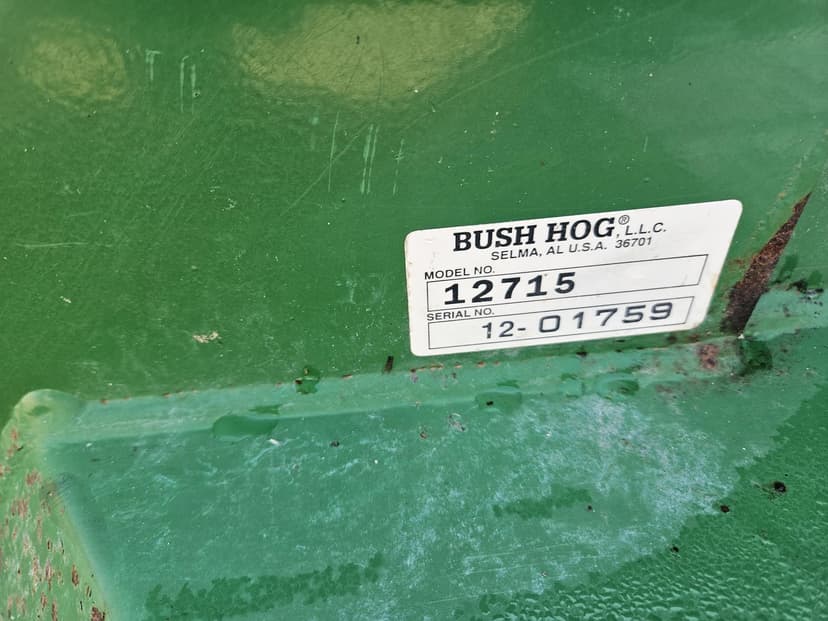 BUSH HOG®, L.L.C.
SELMA, AL U.S.A. 36701
MODEL NO.
12715
SERIAL NO.
12-01759